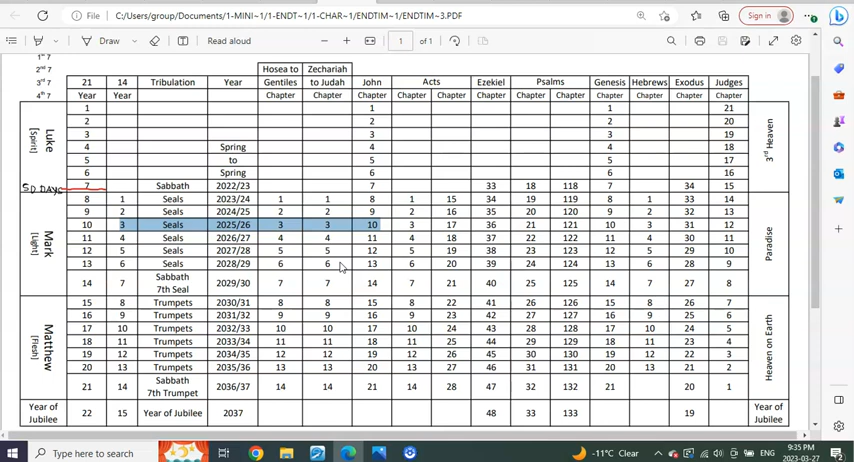 File C:/Users/group/Documents/1-MINI~1/1-ENDT~1/1-CHAR~1/ENDTIM~1/ENDTIM~3.PDF
Sign in
Draw Read aloud 1 of 1
1st 7
2nd 7 Hosea to Zechariah
3rd 7 21 14 Tribulation Year Gentiles to Judah John Acts Ezekiel Psalms Genesis Hebrews Exodus Judges
4th 7 Year Year Chapter Chapter Chapter Chapter Chapter Chapter Chapter Chapter Chapter Chapter Chapter Chapter
1 1 1 21
2 2 2 20
3 3 3 19
4 Spring 4 4 18
5 to 5 5 17
6 Spring 6 6 16
50 DAYS 7 Sabbath 2022/23 7 33 18 118 7 34 15
8 1 Seals 2023/24 1 1 8 1 15 34 19 119 8 1 33 14
9 2 Seals 2024/25 2 2 9 2 16 35 20 120 9 2 32 13
10 3 Seals 2025/26 3 3 10 3 17 36 21 121 10 3 31 12
11 4 Seals 2026/27 4 4 11 4 18 37 22 122 11 4 30 11
12 5 Seals 2027/28 5 5 12 5 19 38 23 123 12 5 29 10
13 6 Seals 2028/29 6 6 13 6 20 39 24 124 13 6 28 9
14 7 Sabbath 7th Seal 2029/30 7 7 14 7 21 40 25 125 14 7 27 8
15 8 Trumpets 2030/31 8 8 15 8 22 41 26 126 15 8 26 7
16 9 Trumpets 2031/32 9 9 16 9 23 42 27 127 16 9 25 6
17 10 Trumpets 2032/33 10 10 17 10 24 43 28 128 17 10 24 5
18 11 Trumpets 2033/34 11 11 18 11 25 44 29 129 18 11 23 4
19 12 Trumpets 2034/35 12 12 19 12 26 45 30 130 19 12 22 3
20 13 Trumpets 2035/36 13 13 20 13 27 46 31 131 20 13 21 2
21 14 Sabbath 7th Trumpet 2036/37 14 14 21 14 28 47 32 132 21 20 1
Year of Jubilee 22 15 Year of Jubilee 2037 48 33 133 19 Year of Jubilee
Luke [Spirit]
Mark [Light]
Matthew [Flesh]
3rd Heaven
Paradise
Heaven on Earth
Type here to search
-11°C Clear ENG 9:35 PM 2023-03-27 2